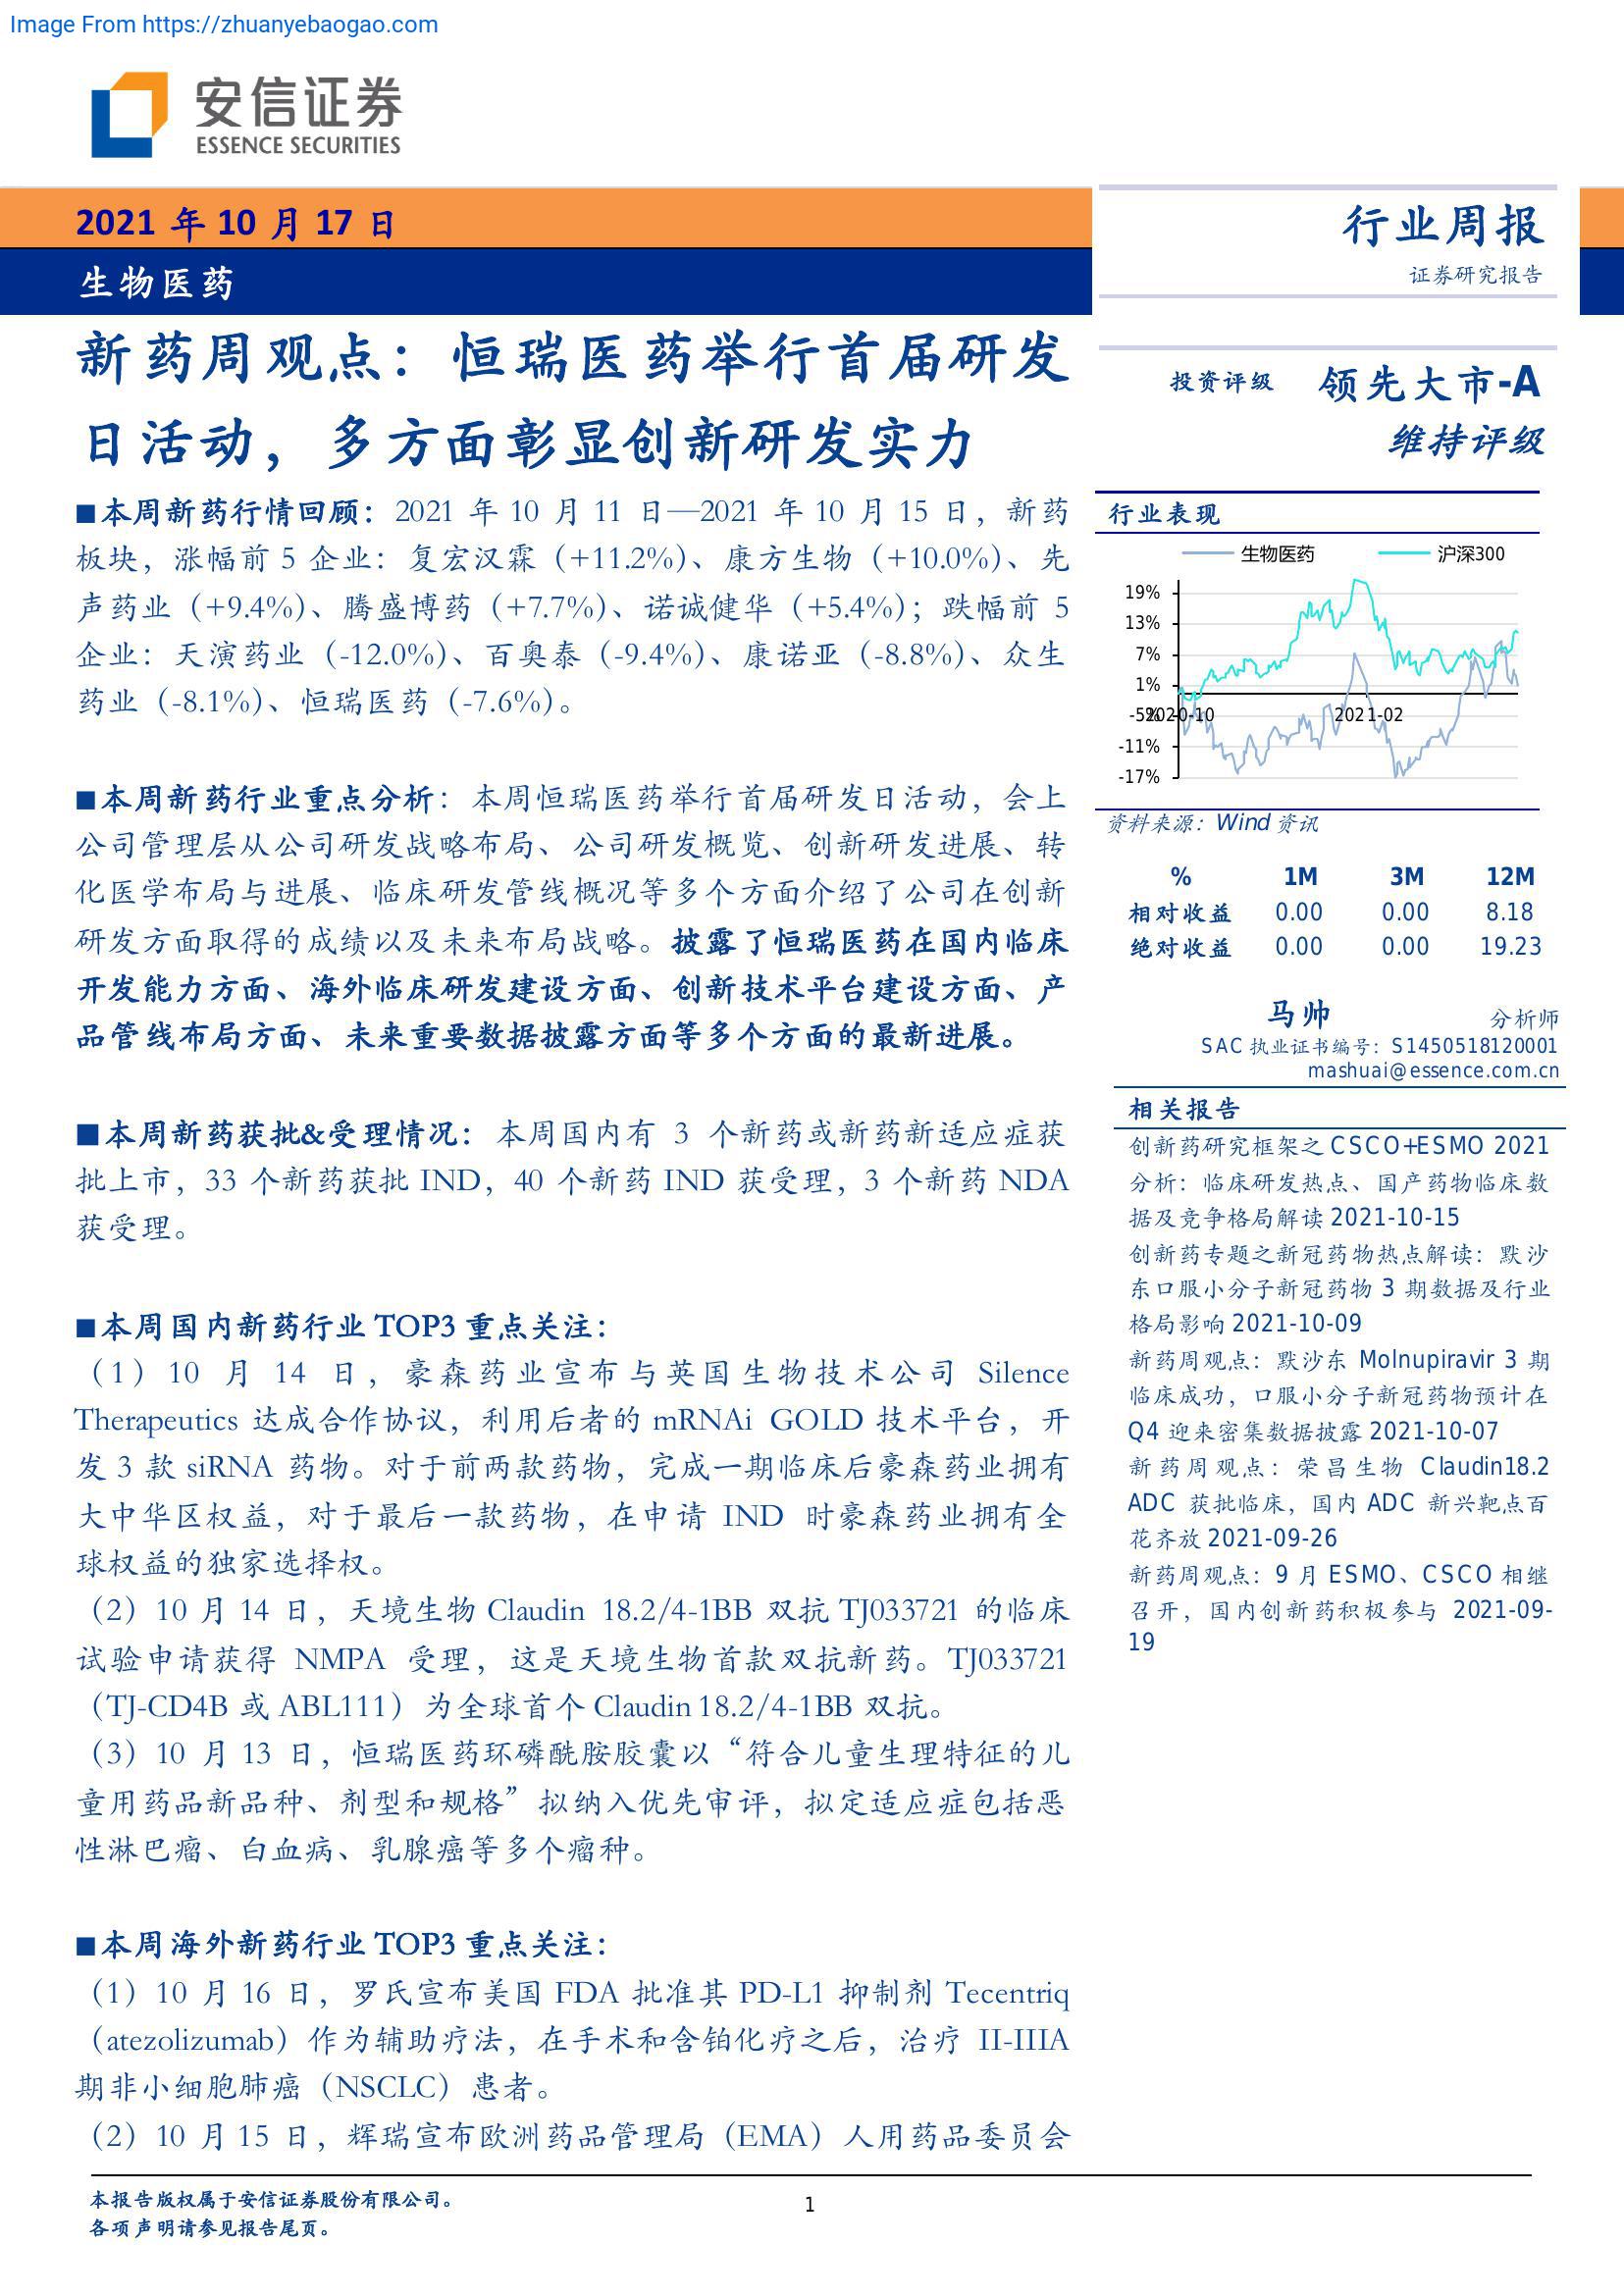 Image From https://zhuanyebaogao.com
安信证券
ESSENCE SECURITIES
2021 年 10 月 17 日
生物医药
行业周报
证券研究报告
新药周观点：恒瑞医药举行首届研发
日活动，多方面彰显创新研发实力
■本周新药行情回顾：2021 年 10 月 11 日—2021 年 10 月 15 日，新药
板块，涨幅前 5 企业：复宏汉霖（+11.2%）、康方生物（+10.0%）、先
声药业（+9.4%）、腾盛博药（+7.7%）、诺诚健华（+5.4%）；跌幅前 5
企业：天演药业（-12.0%）、百奥泰（-9.4%）、康诺亚（-8.8%）、众生
药业（-8.1%）、恒瑞医药（-7.6%）。
■本周新药行业重点分析：本周恒瑞医药举行首届研发日活动，会上
公司管理层从公司研发战略布局、公司研发概览、创新研发进展、转
化医学布局与进展、临床研发管线概况等多个方面介绍了公司在创新
研发方面取得的成绩以及未来布局战略。披露了恒瑞医药在国内临床
开发能力方面、海外临床研发建设方面、创新技术平台建设方面、产
品管线布局方面、未来重要数据披露方面等多个方面的最新进展。
■本周新药获批&受理情况：本周国内有 3 个新药或新药新适应症获
批上市，33 个新药获批 IND，40 个新药 IND 获受理，3 个新药 NDA
获受理。
■本周国内新药行业 TOP3 重点关注：
（1）10 月 14 日，豪森药业宣布与英国生物技术公司 Silence
Therapeutics 达成合作协议，利用后者的 mRNAi GOLD 技术平台，开
发 3 款 siRNA 药物。对于前两款药物，完成一期临床后豪森药业拥有
大中华区权益，对于最后一款药物，在申请 IND 时豪森药业拥有全
球权益的独家选择权。
（2）10 月 14 日，天境生物 Claudin 18.2/4-1BB 双抗 TJ033721 的临床
试验申请获得 NMPA 受理，这是天境生物首款双抗新药。TJ033721
（TJ-CD4B 或 ABL111）为全球首个 Claudin 18.2/4-1BB 双抗。
（3）10 月 13 日，恒瑞医药环磷酰胺胶囊以“符合儿童生理特征的儿
童用药品新品种、剂型和规格”拟纳入优先审评，拟定适应症包括恶
性淋巴瘤、白血病、乳腺癌等多个瘤种。
■本周海外新药行业 TOP3 重点关注：
（1）10 月 16 日，罗氏宣布美国 FDA 批准其 PD-L1 抑制剂 Tecentriq
（atezolizumab）作为辅助疗法，在手术和含铂化疗之后，治疗 II-IIIA
期非小细胞肺癌（NSCLC）患者。
（2）10 月 15 日，辉瑞宣布欧洲药品管理局（EMA）人用药品委员会
投资评级 领先大市-A
维持评级
行业表现
生物医药 沪深300
19%
13%
7%
1%
-5%
-11%
-17%
2020-10 2021-02
资料来源：Wind 资讯
% 1M 3M 12M
相对收益 0.00 0.00 8.18
绝对收益 0.00 0.00 19.23
马帅 分析师
SAC 执业证书编号：S1450518120001
mashuai@essence.com.cn
相关报告
创新药研究框架之 CSCO+ESMO 2021
分析：临床研发热点、国产药物临床数
据及竞争格局解读 2021-10-15
创新药专题之新冠药物热点解读：默沙
东口服小分子新冠药物 3 期数据及行业
格局影响 2021-10-09
新药周观点：默沙东 Molnupiravir 3 期
临床成功，口服小分子新冠药物预计在
Q4 迎来密集数据披露 2021-10-07
新药周观点：荣昌生物 Claudin18.2
ADC 获批临床，国内 ADC 新兴靶点百
花齐放 2021-09-26
新药周观点：9 月 ESMO、CSCO 相继
召开，国内创新药积极参与 2021-09-
19
本报告版权属于安信证券股份有限公司。
各项声明请参见报告尾页。
1